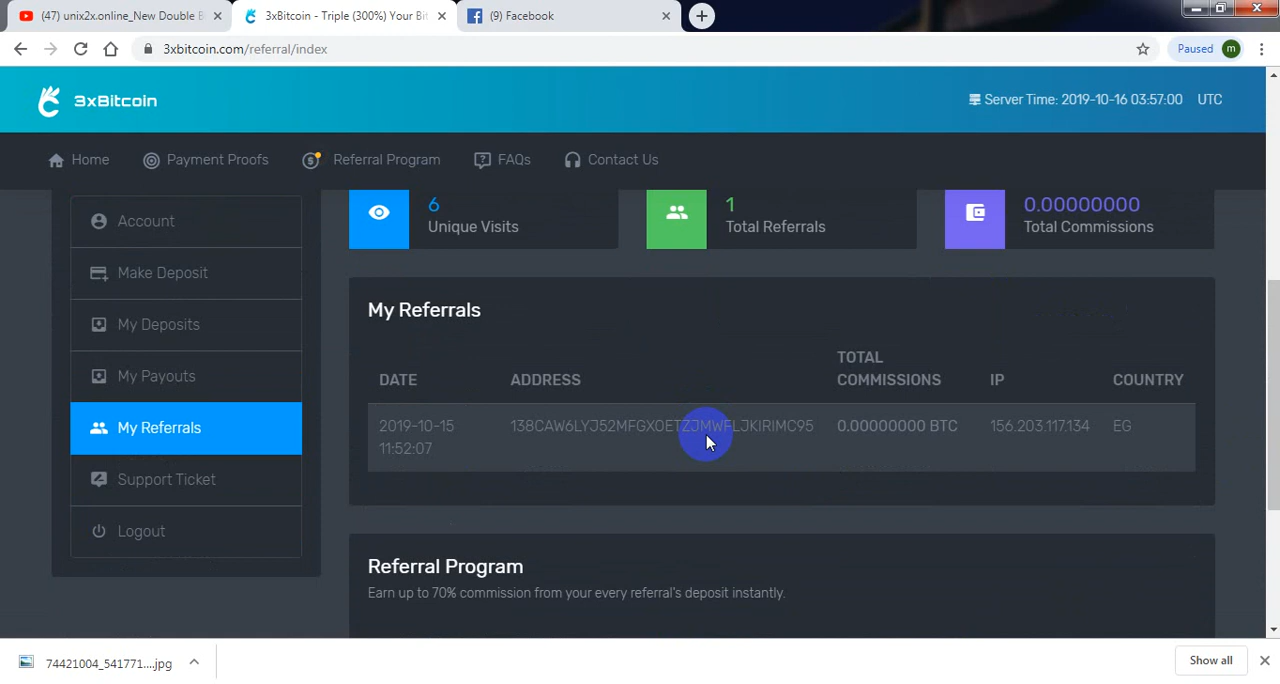 (47) unix2x.online_New Double B
3xBitcoin - Triple (300%) Your Bit
(9) Facebook
3xbitcoin.com/referral/index
Paused
m
3xBitcoin
Server Time: 2019-10-16 03:57:00 UTC
Home
Payment Proofs
Referral Program
FAQs
Contact Us
Account
Make Deposit
My Deposits
My Payouts
My Referrals
Support Ticket
Logout
6
Unique Visits
1
Total Referrals
0.00000000
Total Commissions
My Referrals
DATE ADDRESS TOTAL COMMISSIONS IP COUNTRY
2019-10-15 138CAW6LYJ52MFGX0ETZJMWFLJKIRIMC95 0.00000000 BTC 156.203.117.134 EG
11:52:07
Referral Program
Earn up to 70% commission from your every referral's deposit instantly.
74421004_541771....jpg
Show all